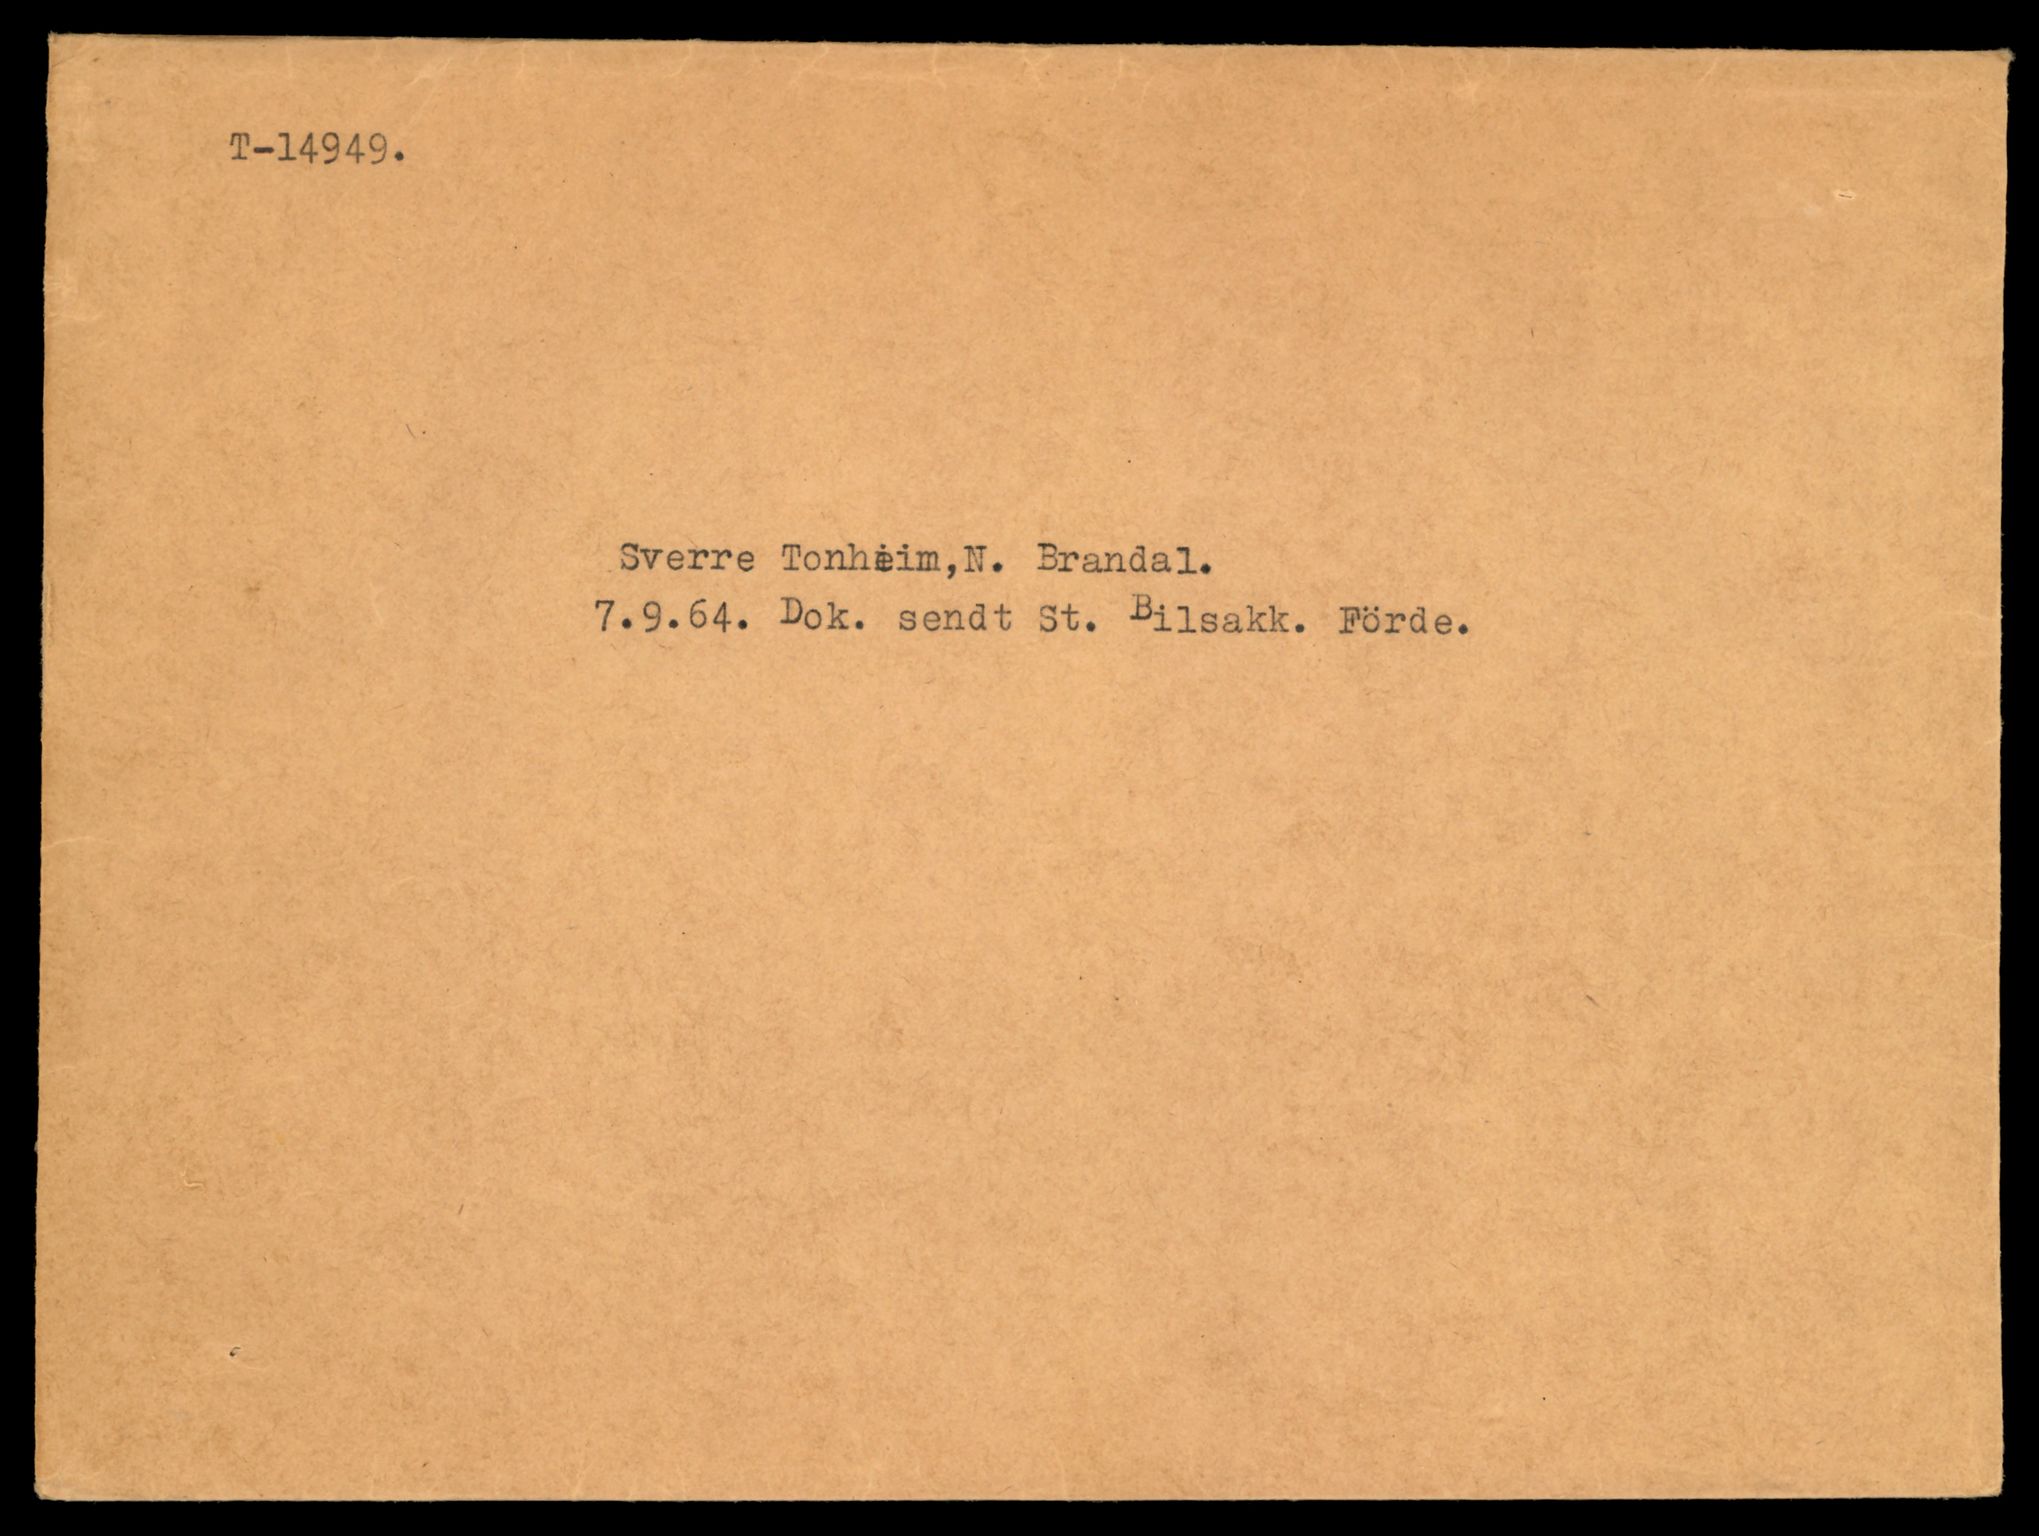 T-14949.
Sverre Tonheim,N. Brandal.
7.9.64. Dok. sendt St. Bilsakk. Förde.